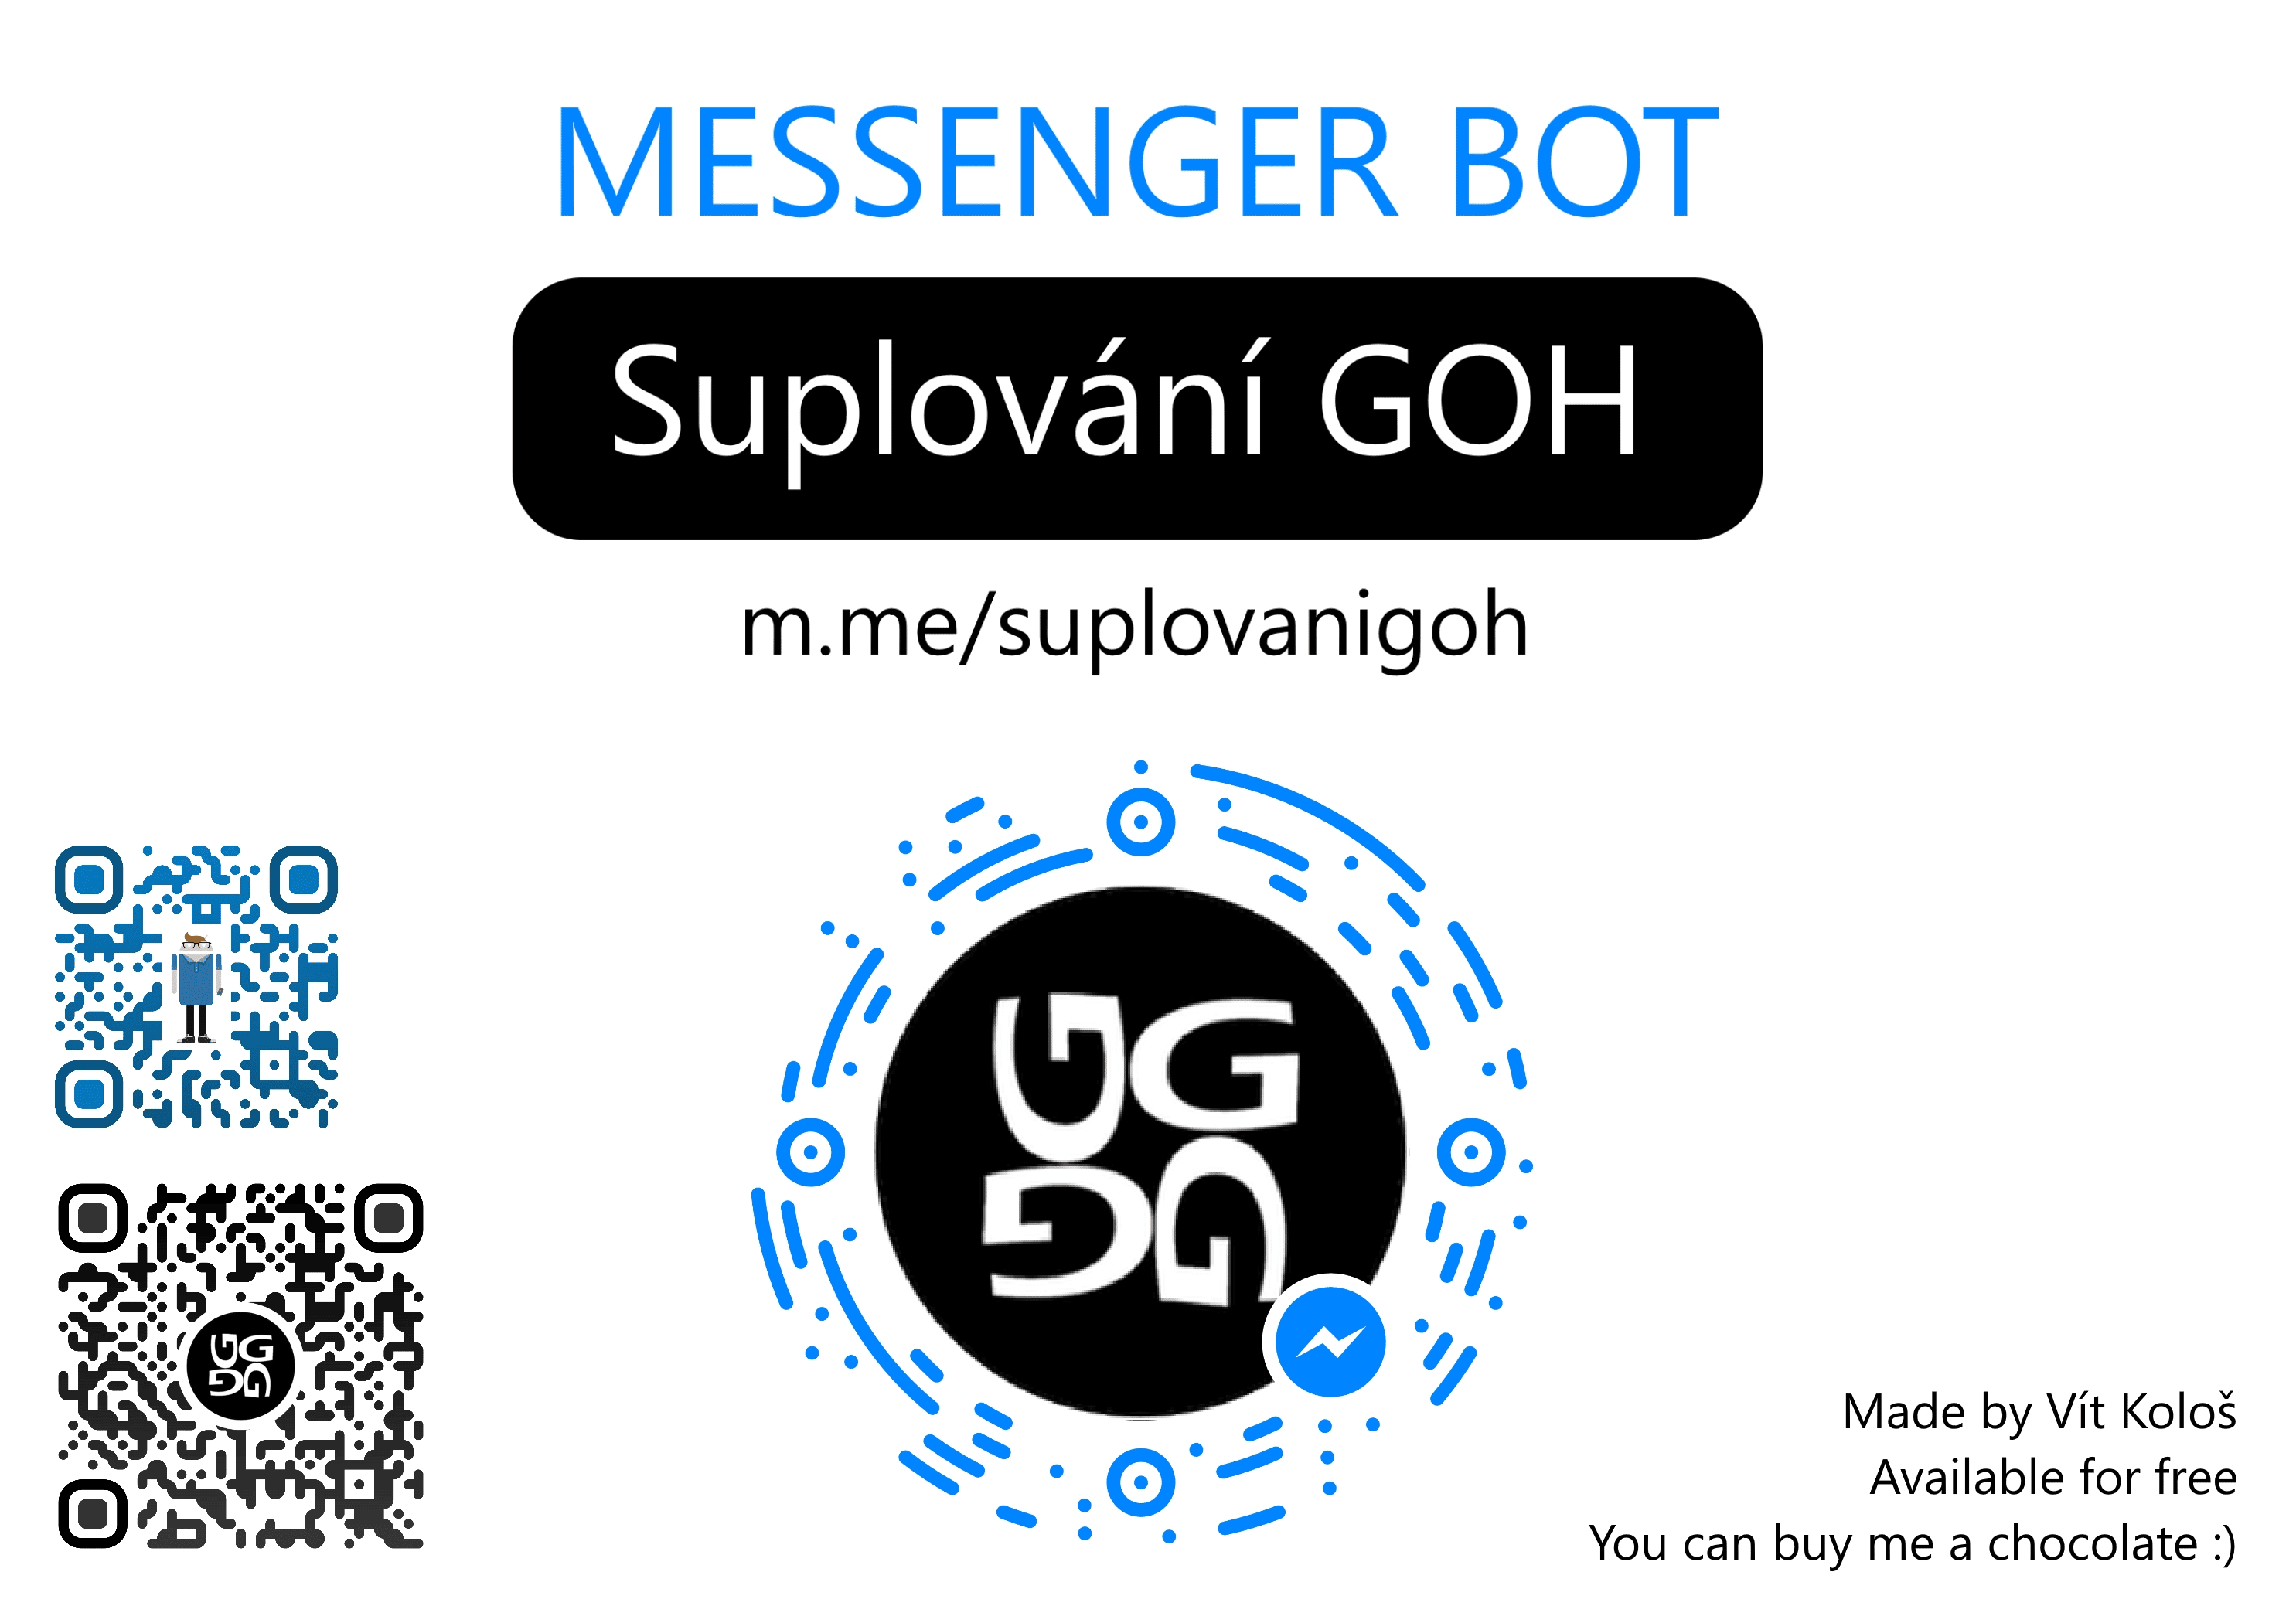 MESSENGER BOT
Suplování GOH
m.me/suplovanigoh
Made by Vít Kološ
Available for free
You can buy me a chocolate :)